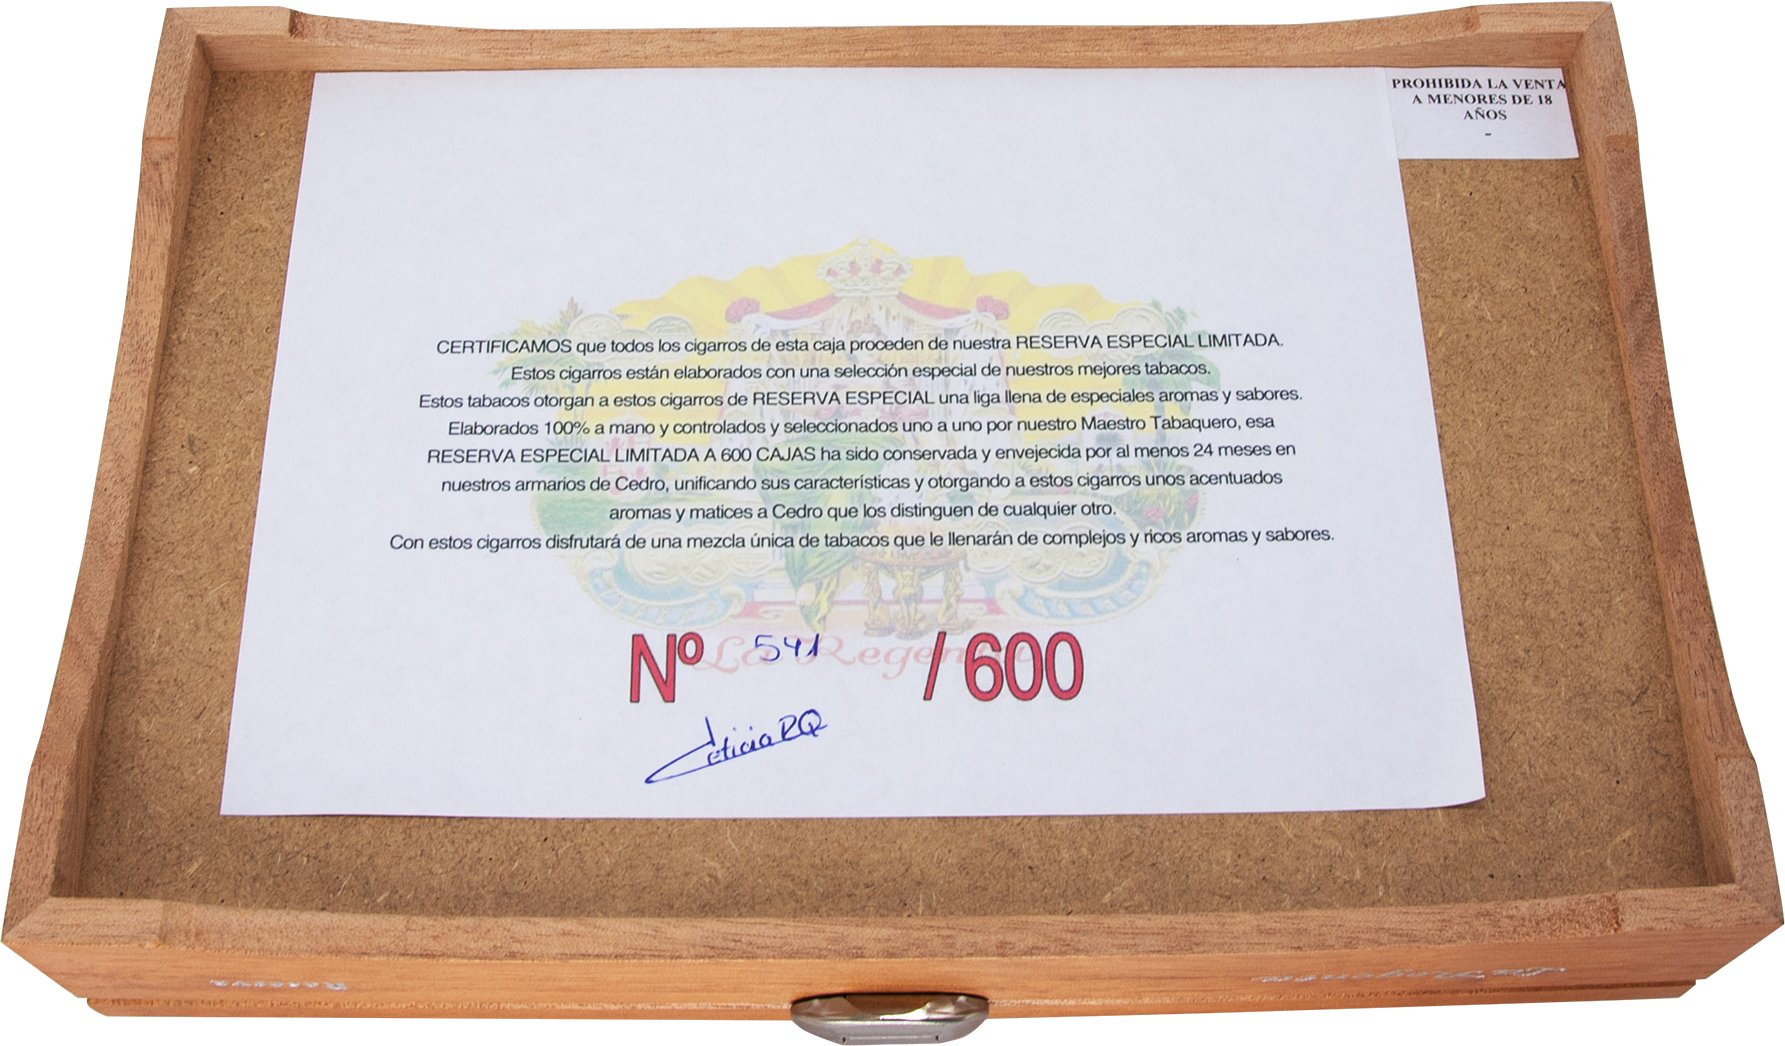 PROHIBIDA LA VENTA
A MENORES DE 18
AÑOS
-
CERTIFICAMOS que todos los cigarros de esta caja proceden de nuestra RESERVA ESPECIAL LIMITADA.
Estos cigarros están elaborados con una selección especial de nuestros mejores tabacos.
Estos tabacos otorgan a estos cigarros de RESERVA ESPECIAL una liga llena de especiales aromas y sabores.
Elaborados 100% a mano y controlados y seleccionados uno a uno por nuestro Maestro Tabaquero, esa
RESERVA ESPECIAL LIMITADA A 600 CAJAS ha sido conservada y envejecida por al menos 24 meses en
nuestros armarios de Cedro, unificando sus características y otorgando a estos cigarros unos acentuados
aromas y matices a Cedro que los distinguen de cualquier otro.
Con estos cigarros disfrutará de una mezcla única de tabacos que le llenarán de complejos y ricos aromas y sabores.
Nº 541 / 600
La Regenta
LeticiaRQ
Reserva
La Regenta